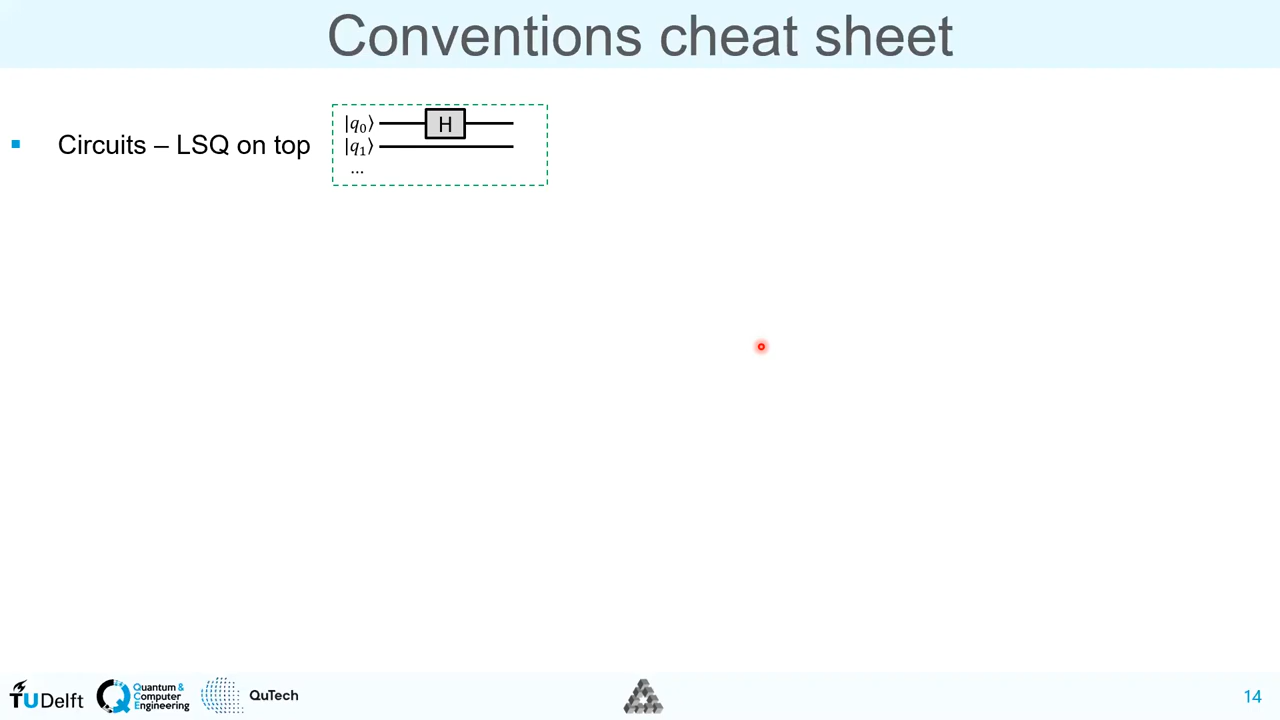 Conventions cheat sheet
Circuits – LSQ on top
|q₀⟩ H
|q₁⟩
...
TUDelft
Quantum &
Computer
Engineering
QuTech
14